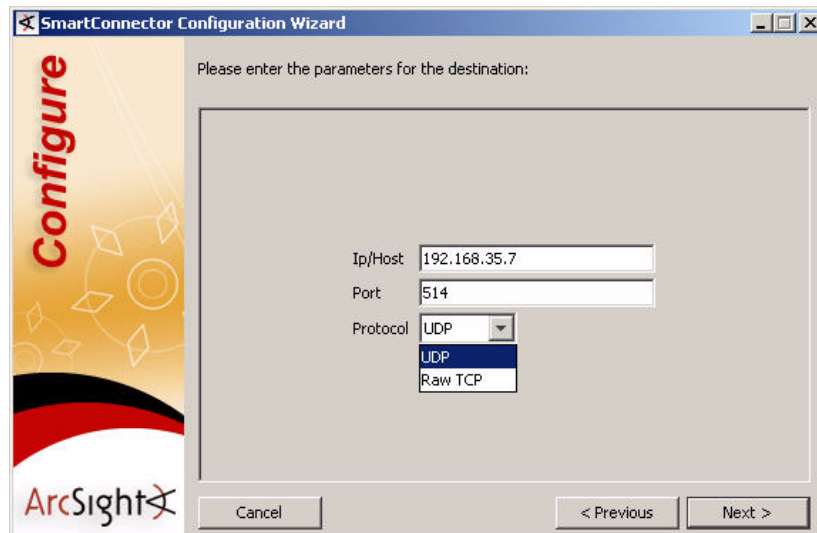 SmartConnector Configuration Wizard
Configure
Please enter the parameters for the destination:
Ip/Host 192.168.35.7
Port 514
Protocol UDP
UDP
Raw TCP
ArcSight
Cancel < Previous Next >